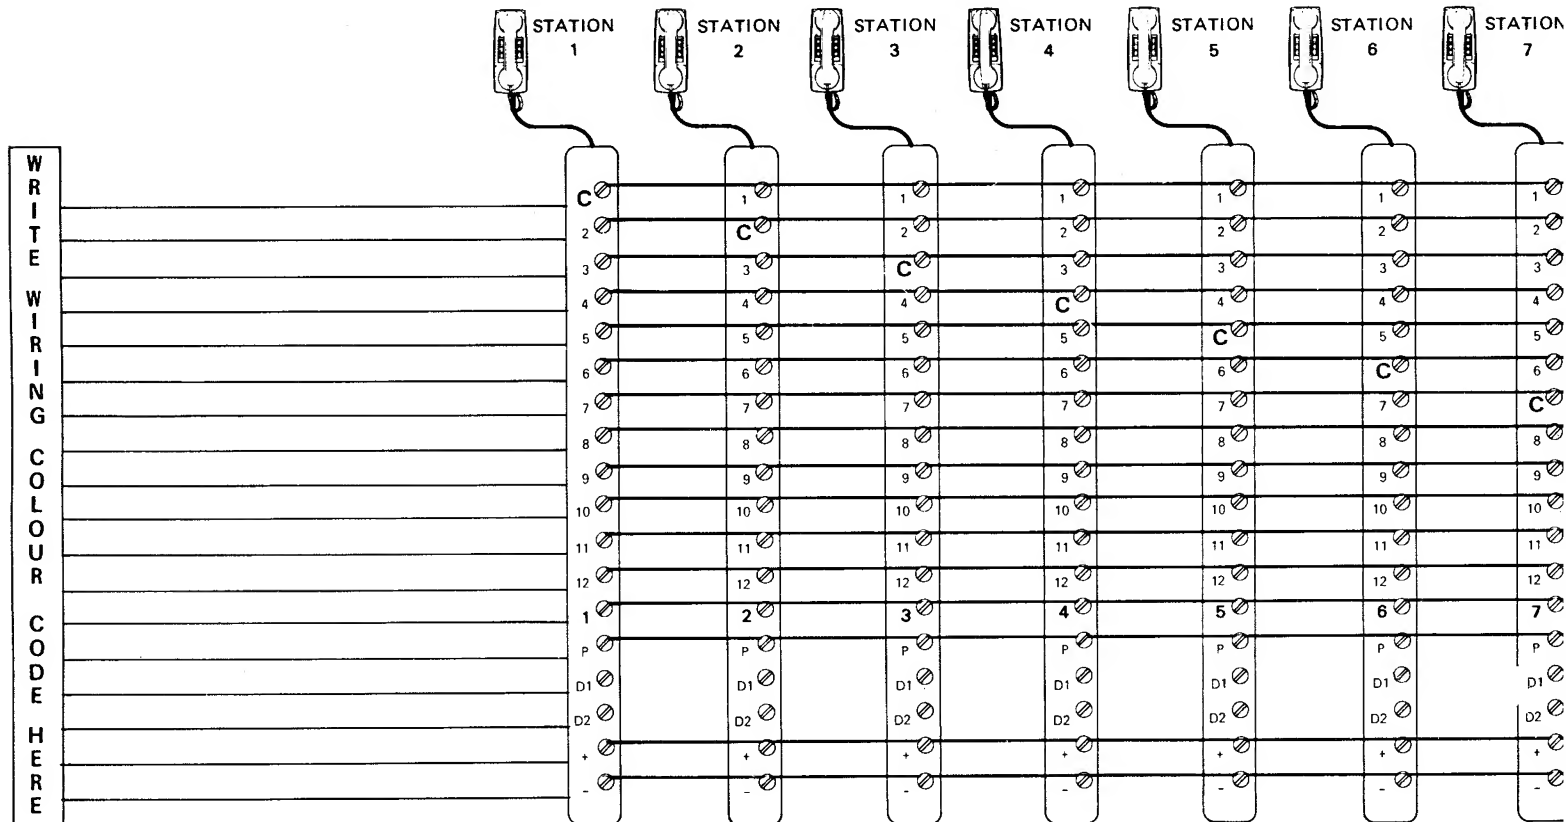 STATION 1 STATION 2 STATION 3 STATION 4 STATION 5 STATION 6 STATION 7
WRITE WIRING COLOUR CODE HERE
C 1 1 1 1 1 1
2 C 2 2 2 2 2
3 3 C 3 3 3 3
4 4 4 C 4 4 4
5 5 5 5 C 5 5
6 6 6 6 6 C 6
7 7 7 7 7 7 C
8 8 8 8 8 8 8
9 9 9 9 9 9 9
10 10 10 10 10 10 10
11 11 11 11 11 11 11
12 12 12 12 12 12 12
1 2 3 4 5 6 7
P P P P P P P
D1 D1 D1 D1 D1 D1 D1
D2 D2 D2 D2 D2 D2 D2
+ + + + + + +
- - - - - - -